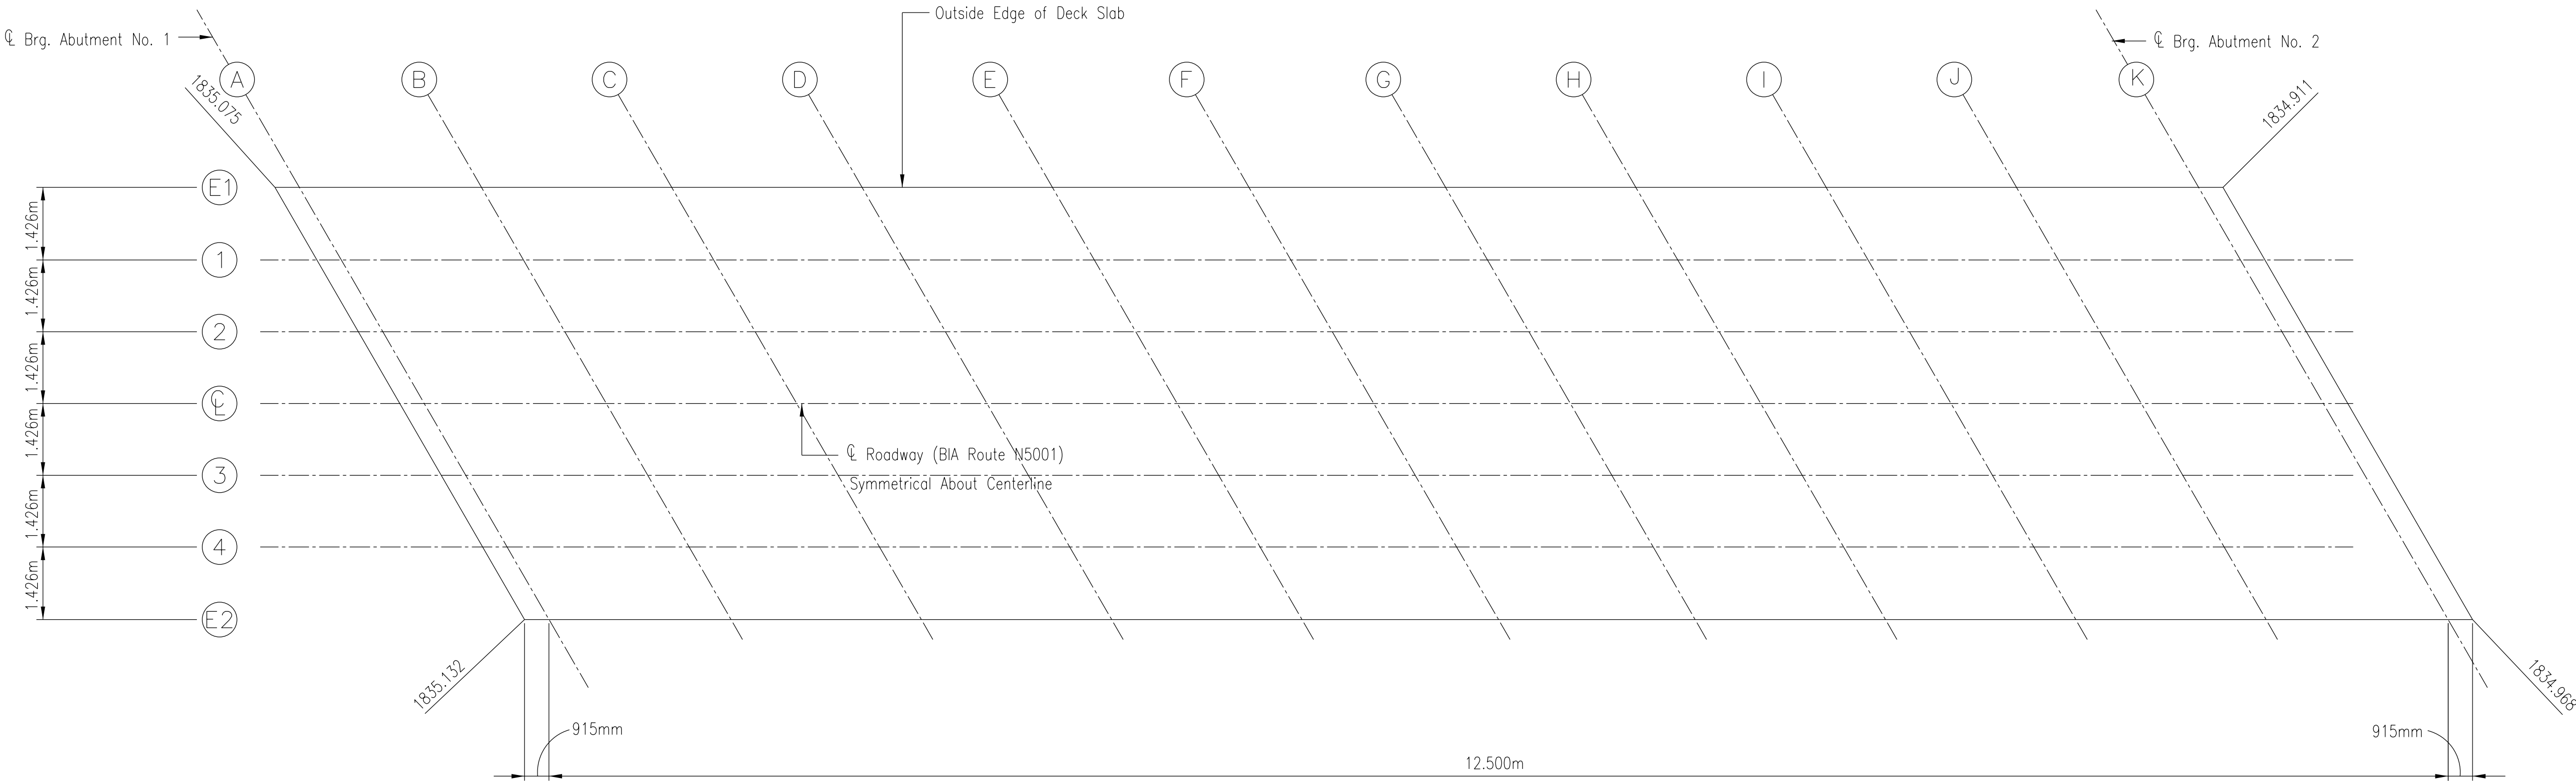 Outside Edge of Deck Slab
℄ Brg. Abutment No. 1
℄ Brg. Abutment No. 2
A
B
C
D
E
F
G
H
I
J
K
1835.075
1834.911
E1
1.426m
1
1.426m
2
1.426m
℄
1.426m
℄ Roadway (BIA Route N5001)
Symmetrical About Centerline
3
1.426m
4
1.426m
E2
1835.132
1834.968
915mm
915mm
12.500m